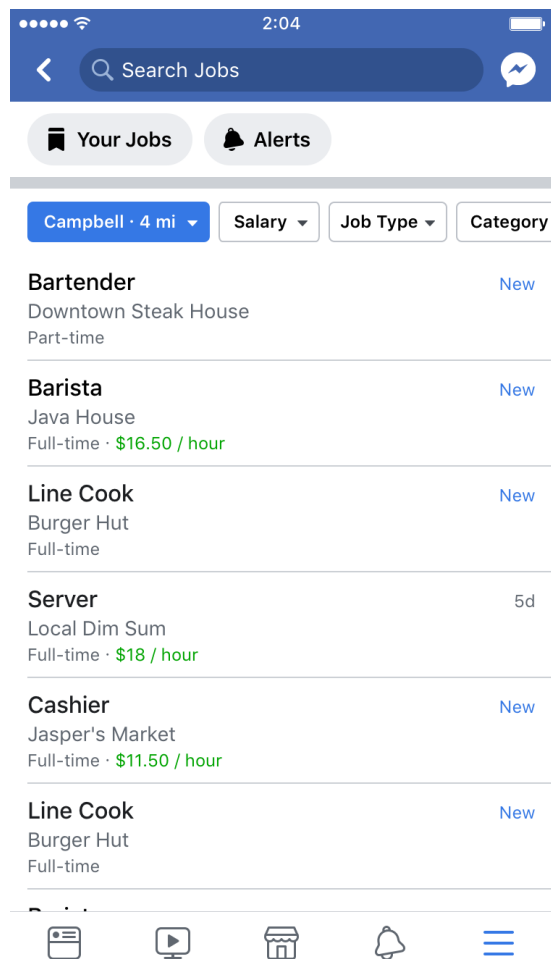 2:04
Search Jobs
Your Jobs
Alerts
Campbell · 4 mi
Salary
Job Type
Category
Bartender
New
Downtown Steak House
Part-time
Barista
New
Java House
Full-time · $16.50 / hour
Line Cook
New
Burger Hut
Full-time
Server
5d
Local Dim Sum
Full-time · $18 / hour
Cashier
New
Jasper's Market
Full-time · $11.50 / hour
Line Cook
New
Burger Hut
Full-time